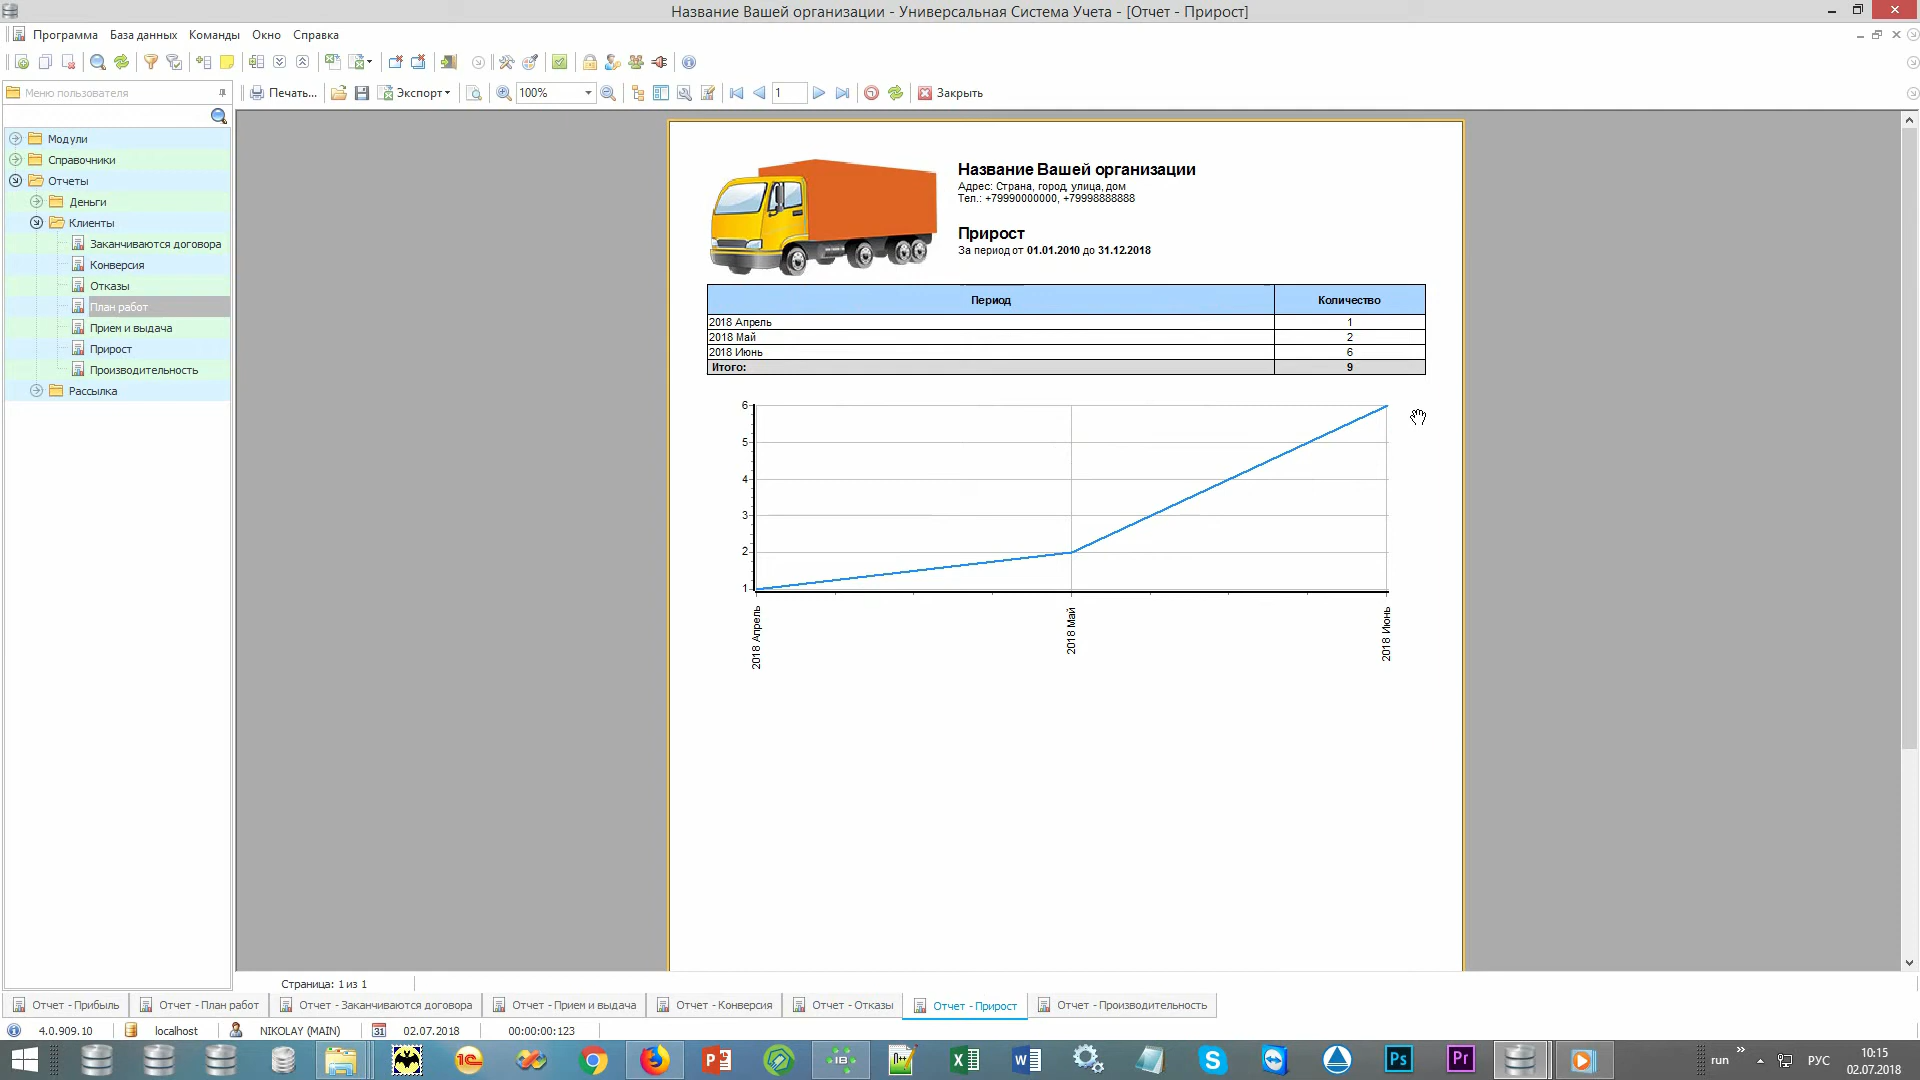 Название Вашей организации - Универсальная Система Учета - [Отчет - Прирост]
Программа База данных Команды Окно Справка
Меню пользователя
Печать... Экспорт 100% 1 Закрыть
Модули
Справочники
Отчеты
Деньги
Клиенты
Заканчиваются договора
Конверсия
Отказы
План работ
Прием и выдача
Прирост
Производительность
Рассылка
Название Вашей организации
Адрес: Страна, город, улица, дом
Тел.: +79990000000, +79998888888
Прирост
За период от 01.01.2010 до 31.12.2018
Период Количество
2018 Апрель 1
2018 Май 2
2018 Июнь 6
Итого: 9
6
5
4
3
2
1
2018 Апрель
2018 Май
2018 Июнь
Страница: 1 из 1
Отчет - Прибыль Отчет - План работ Отчет - Заканчиваются договора Отчет - Прием и выдача Отчет - Конверсия Отчет - Отказы Отчет - Прирост Отчет - Производительность
4.0.909.10 localhost NIKOLAY (MAIN) 31 02.07.2018 00:00:00:123
run РУС 10:15
02.07.2018